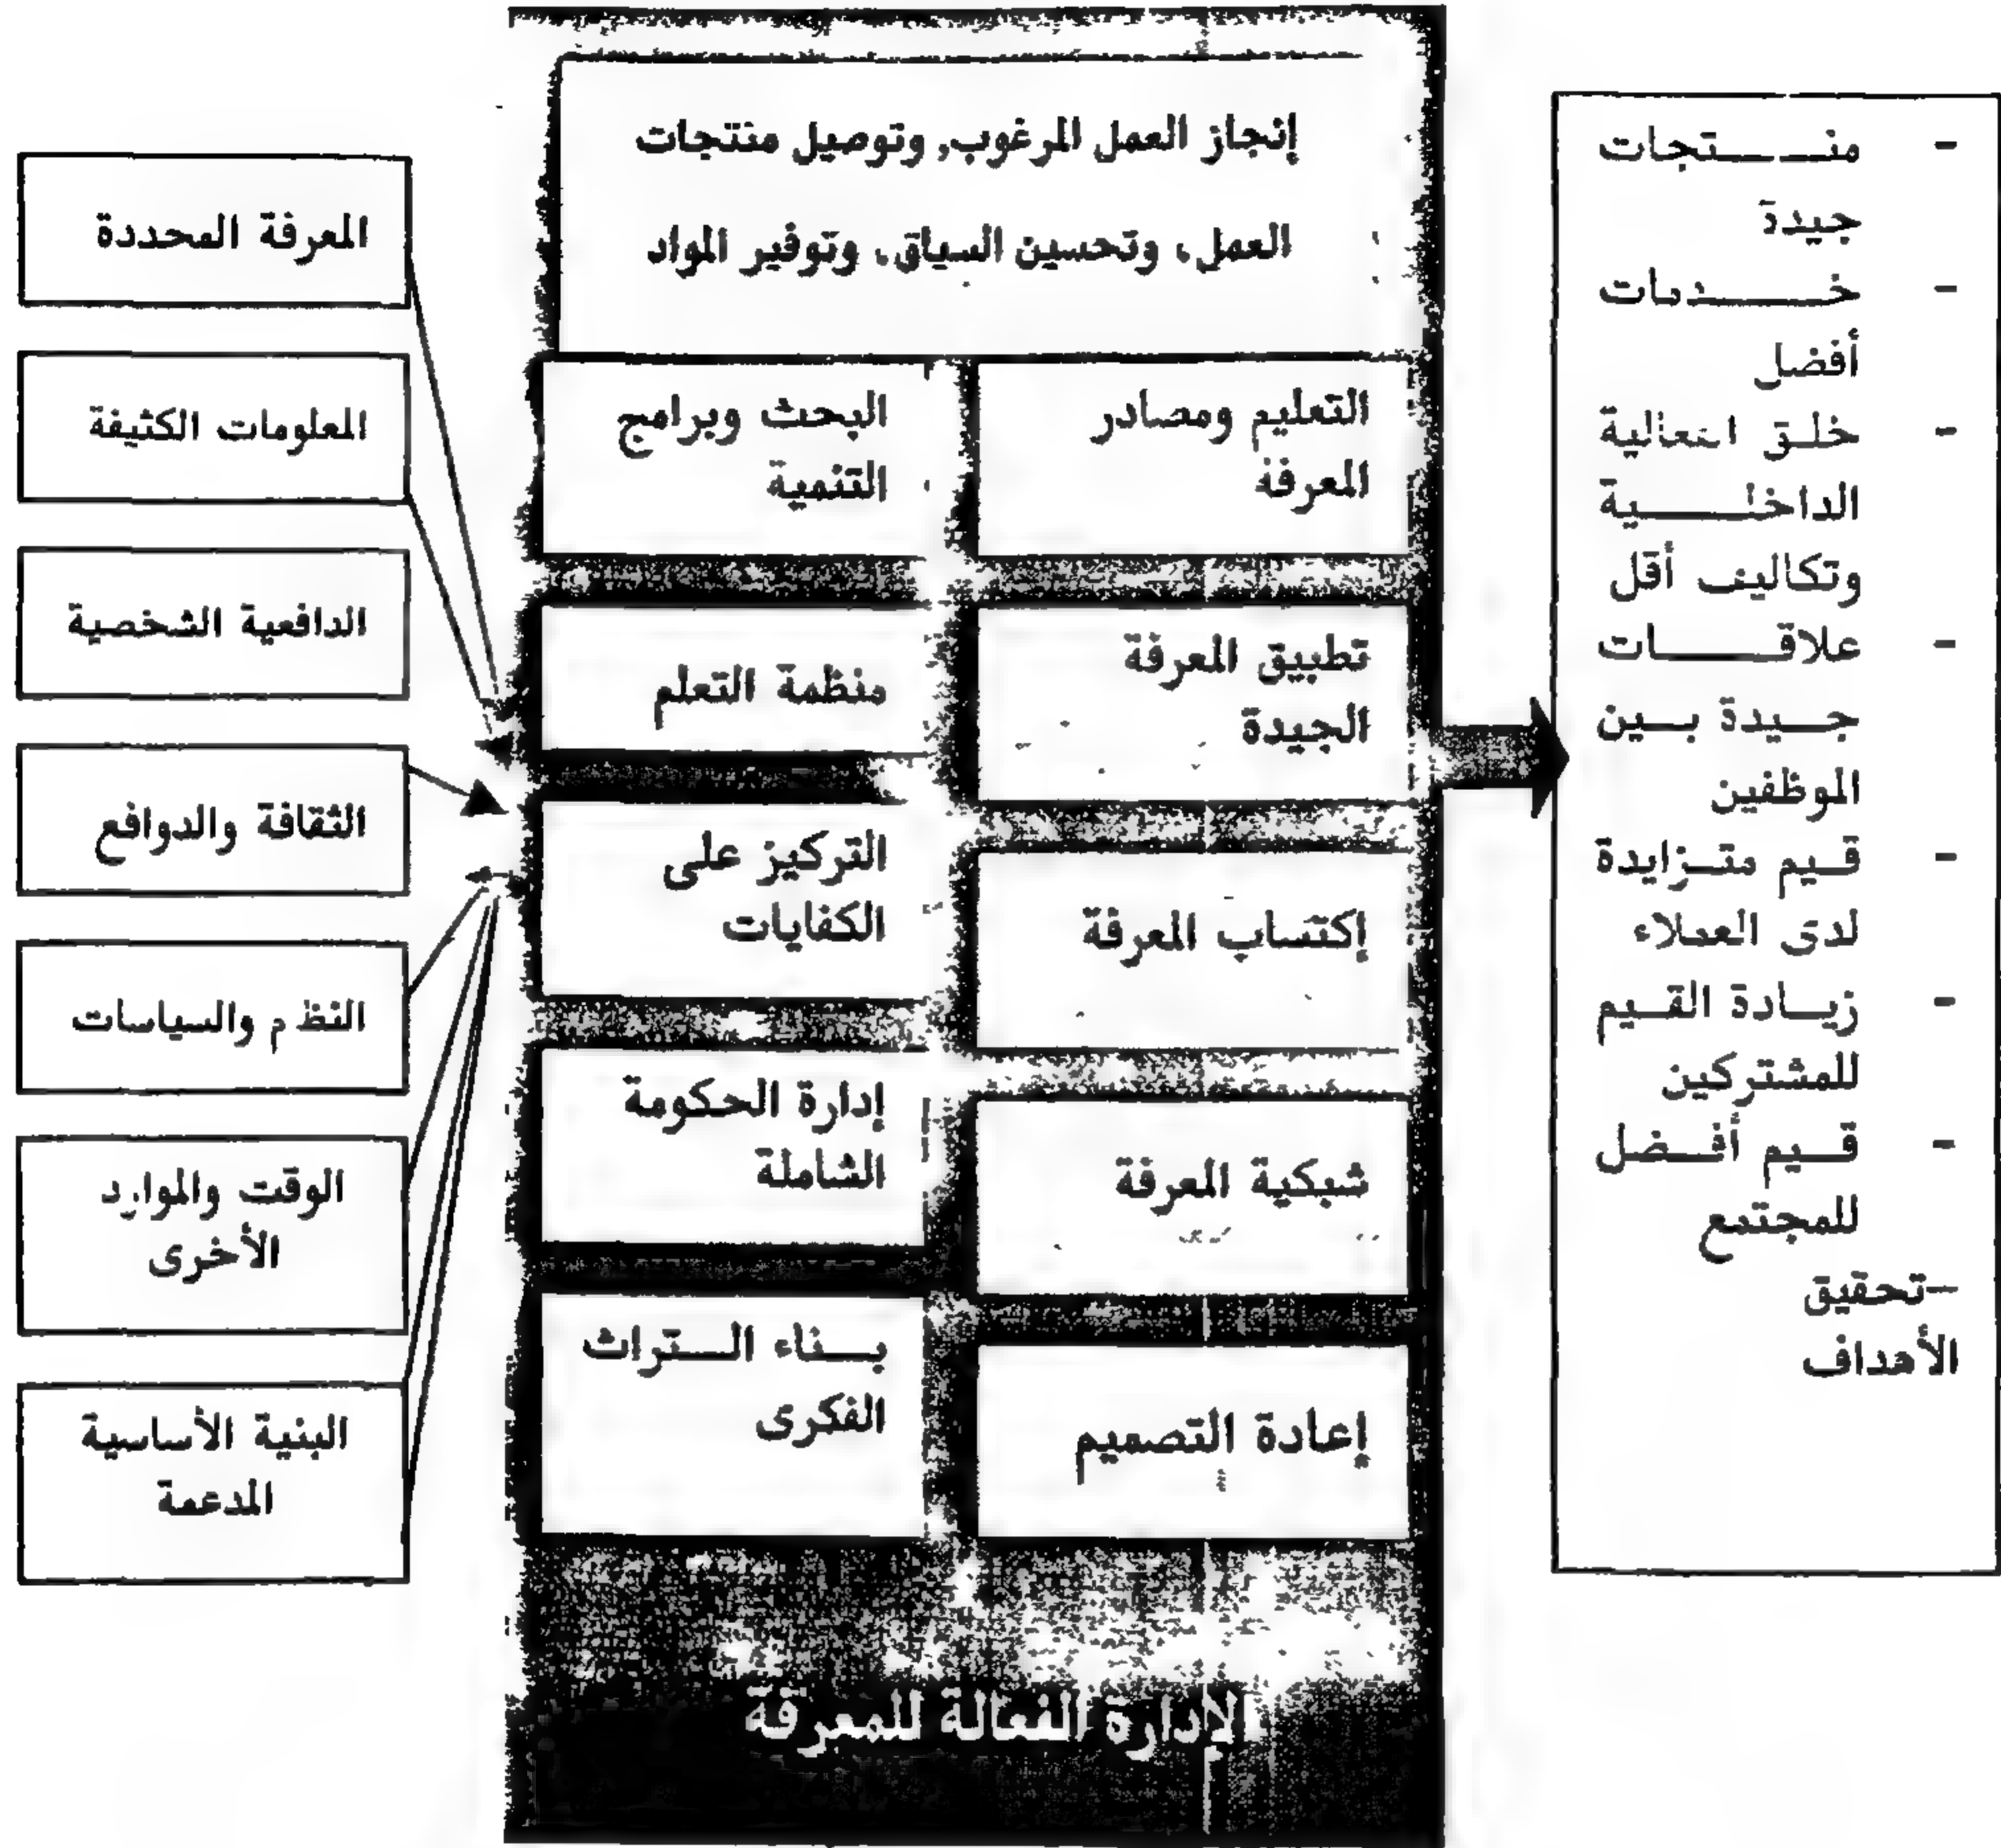 المعرفة المحددة
المعلومات الكثيفة
الدافعية الشخصية
الثقافة والدوافع
النظم والسياسات
الوقت والموارد
الأخرى
البنية الأساسية
المدعمة
إنجاز العمل المرغوب، وتوصيل منتجات
العمل، وتحسين السياق، وتوفير المواد
التعليم ومصادر
المعرفة
البحث وبرامج
التنمية
تطبيق المعرفة
الجيدة
منظمة التعلم
إكتساب المعرفة
التركيز على
الكفايات
شبكية المعرفة
إدارة الحكومة
الشاملة
إعادة التصميم
بناء التراث
الفكرى
الإدارة الفعالة للمعرفة
- منتجات
جيدة
- خدمات
أفضل
- خلق الفعالية
الداخلية
وتكاليف أقل
- علاقات
جيدة بين
الموظفين
- قيم متزايدة
لدى العملاء
- زيادة القيم
للمشتركين
- قيم أفضل
للمجتمع
-تحقيق
الأهداف